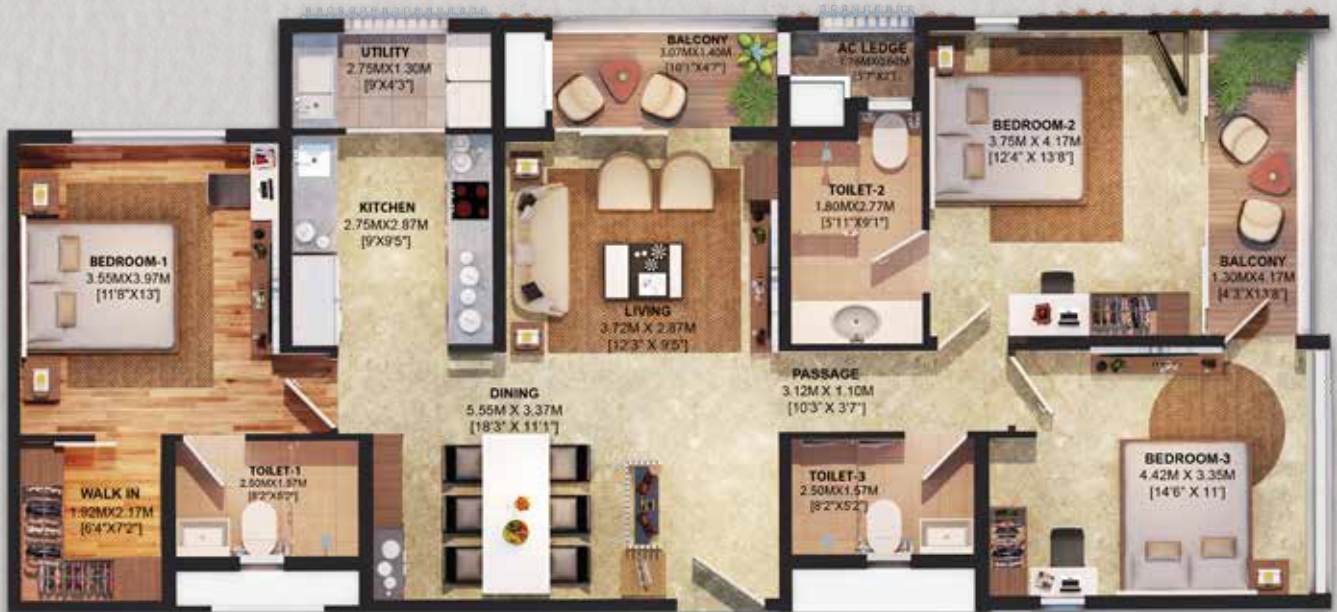 UTILITY
2.75MX1.30M
[9'X4'3"]
BALCONY
3.07MX1.40M
[10'1"X4'7"]
AC LEDGE
BEDROOM-2
3.75M X 4.17M
[12'4" X 13'8"]
TOILET-2
1.80MX2.77M
[5'11"X9'1"]
KITCHEN
2.75MX2.87M
[9'X9'5"]
BEDROOM-1
3.55MX3.97M
[11'8"X13']
BALCONY
1.30MX4.17M
[4'3"X13'8"]
LIVING
3.72M X 2.87M
[12'3" X 9'5"]
PASSAGE
3.12M X 1.10M
[10'3" X 3'7"]
DINING
5.55M X 3.37M
[18'3" X 11'1"]
BEDROOM-3
4.42M X 3.35M
[14'6" X 11']
TOILET-1
2.50MX1.57M
[8'2"X5'2"]
TOILET-3
2.50MX1.57M
[8'2"X5'2"]
WALK IN
1.92MX2.17M
[6'4"X7'2"]